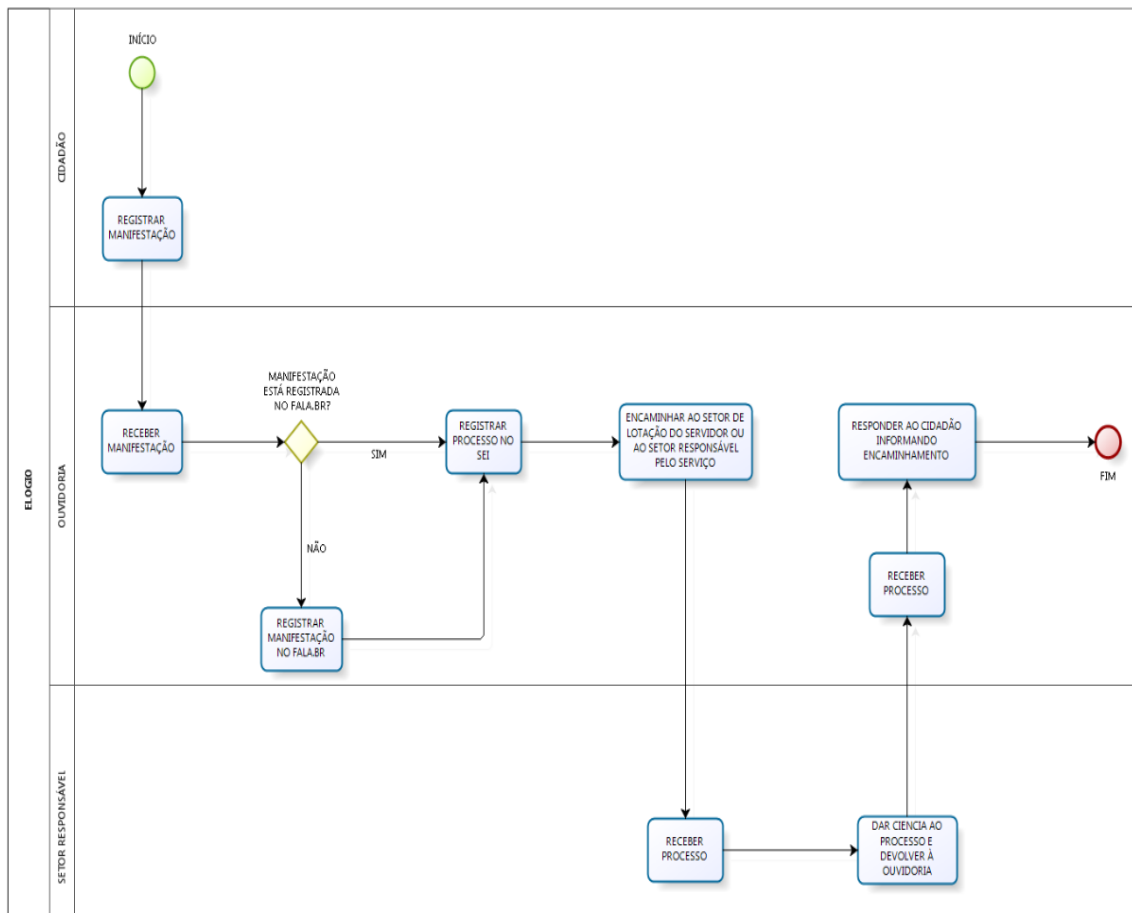 ELOGIO
CIDADÃO
INÍCIO
REGISTRAR
MANIFESTAÇÃO
OUVIDORIA
RECEBER
MANIFESTAÇÃO
MANIFESTAÇÃO
ESTÁ REGISTRADA
NO FALA.BR?
SIM
NÃO
REGISTRAR
MANIFESTAÇÃO
NO FALA.BR
REGISTRAR
PROCESSO NO
SEI
ENCAMINHAR AO SETOR DE
LOTAÇÃO DO SERVIDOR OU
AO SETOR RESPONSÁVEL
PELO SERVIÇO
RESPONDER AO CIDADÃO
INFORMANDO
ENCAMINHAMENTO
FIM
RECEBER
PROCESSO
SETOR RESPONSÁVEL
RECEBER
PROCESSO
DAR CIENCIA AO
PROCESSO E
DEVOLVER À
OUVIDORIA